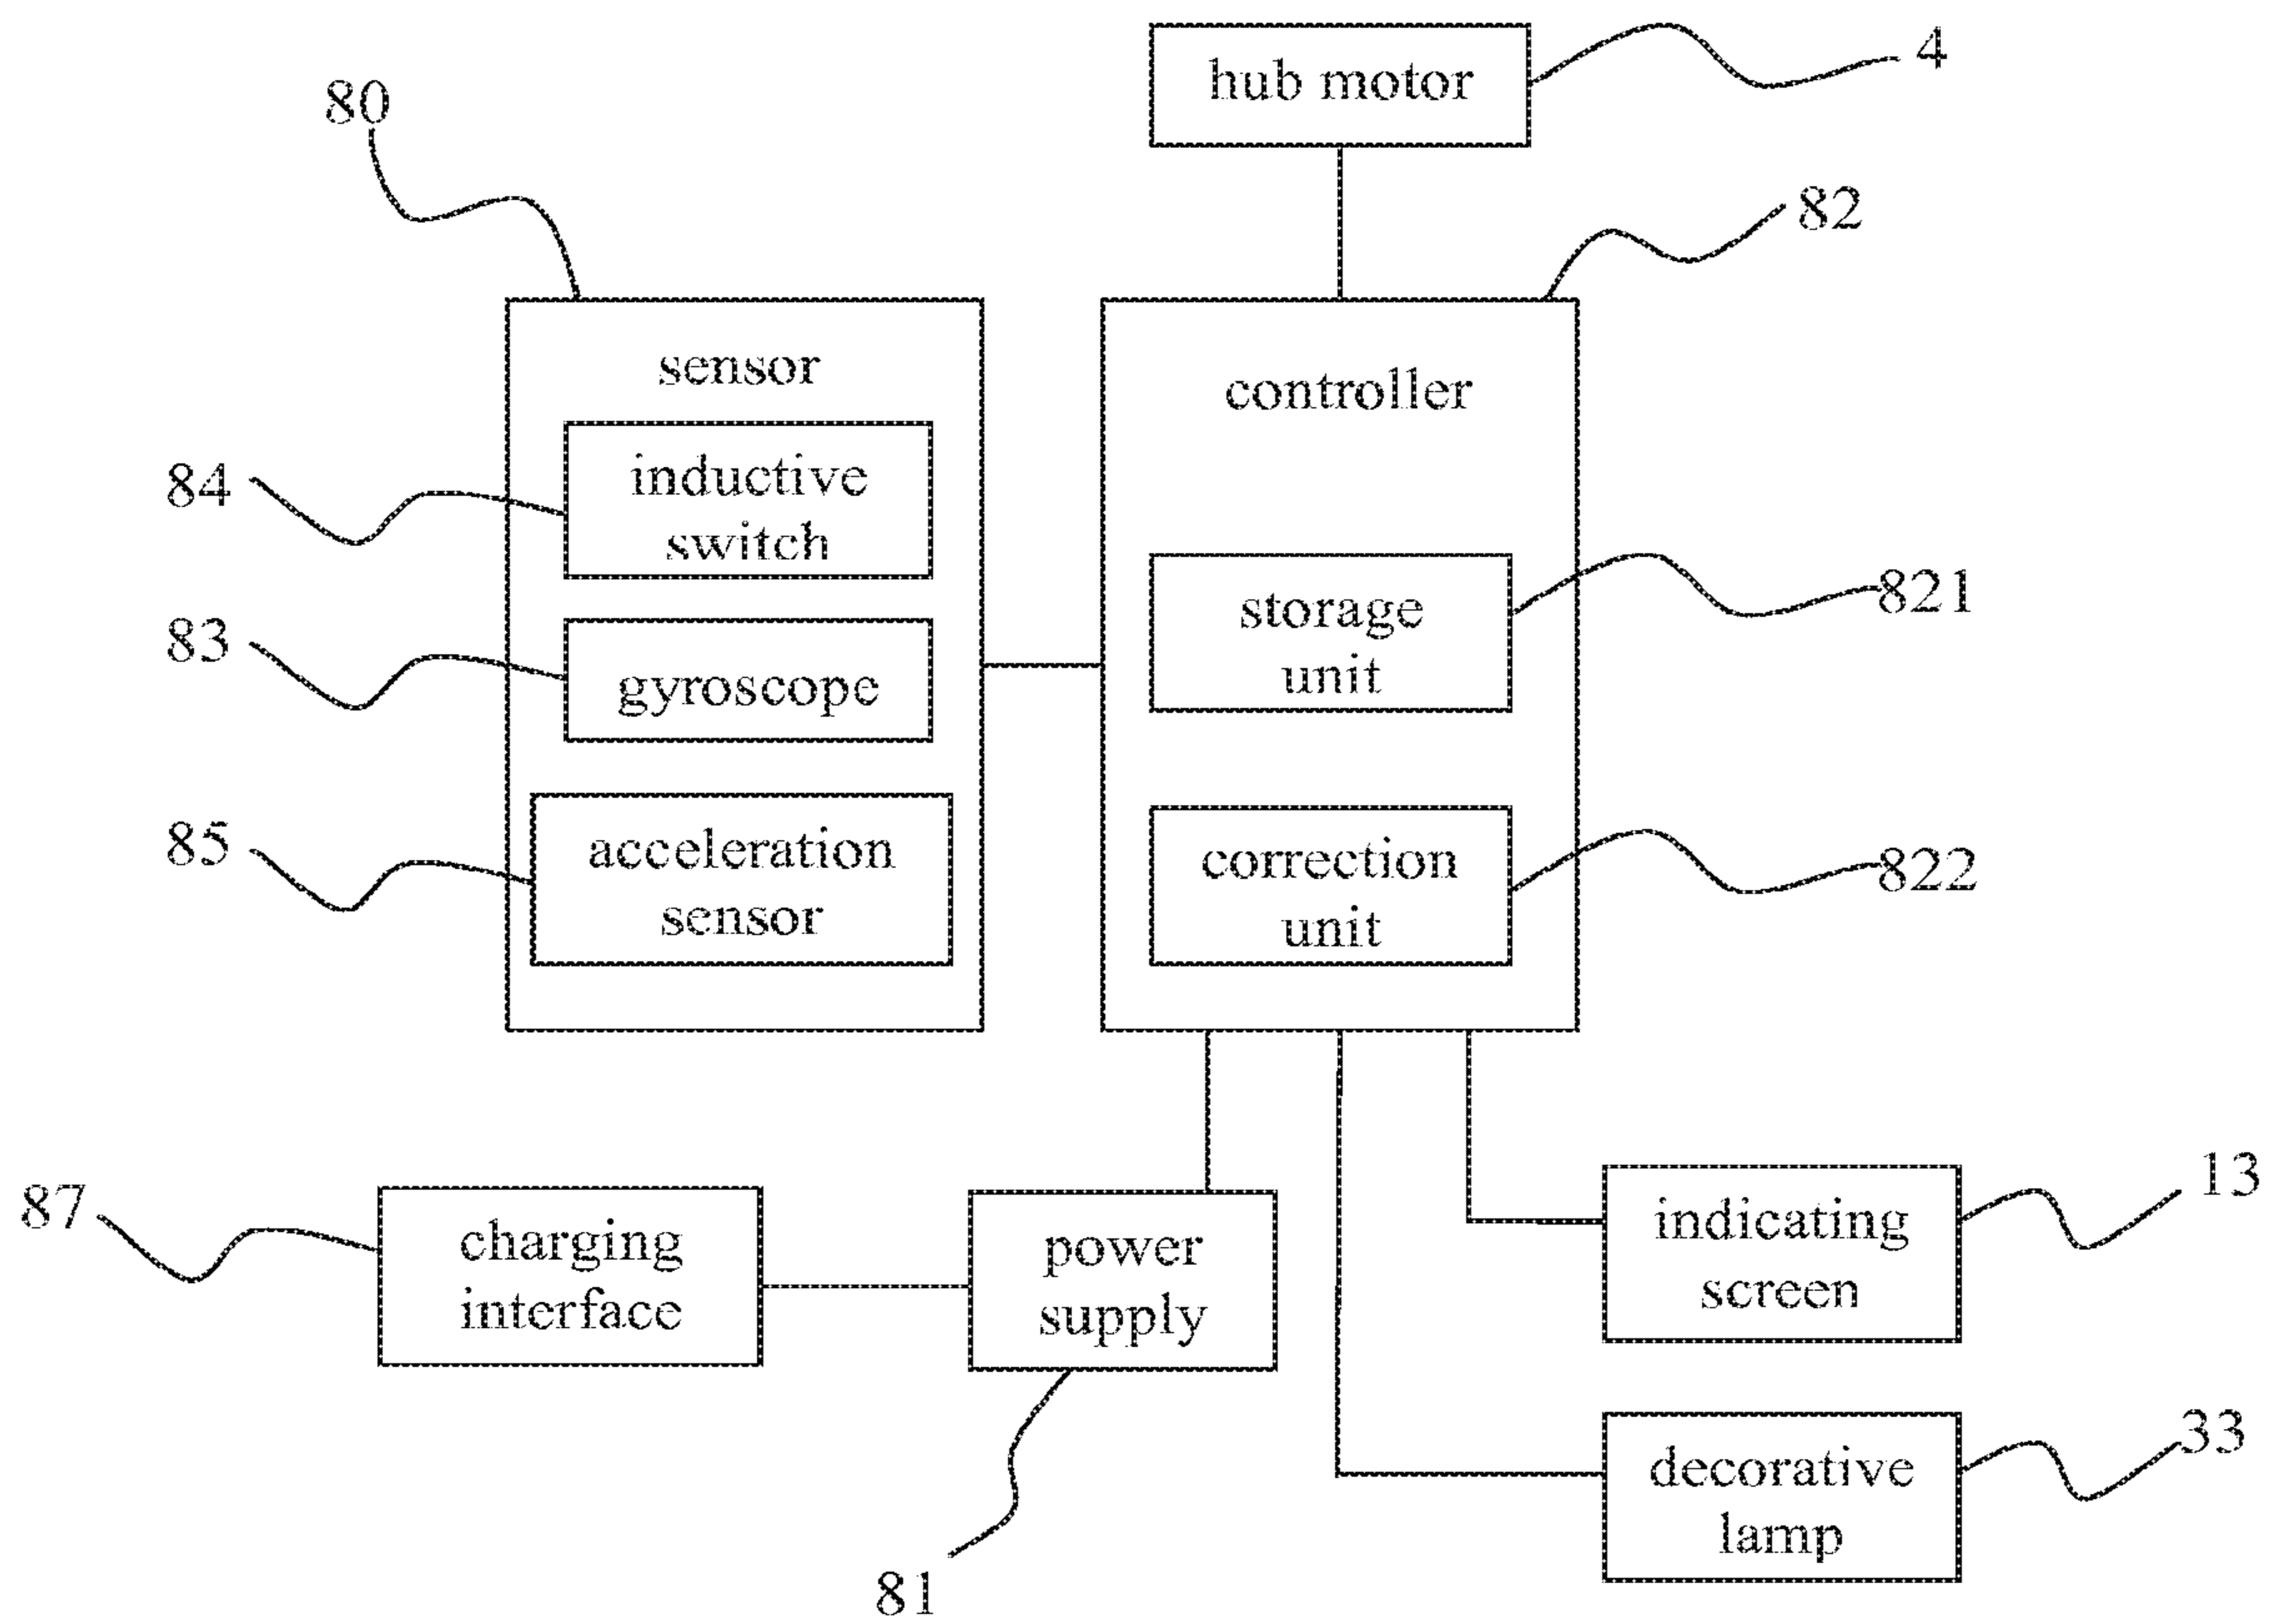 hub motor
4
80
82
sensor
controller
84
inductive
switch
storage
unit
821
83
gyroscope
85
acceleration
sensor
correction
unit
822
87
charging
interface
power
supply
indicating
screen
13
81
decorative
lamp
33